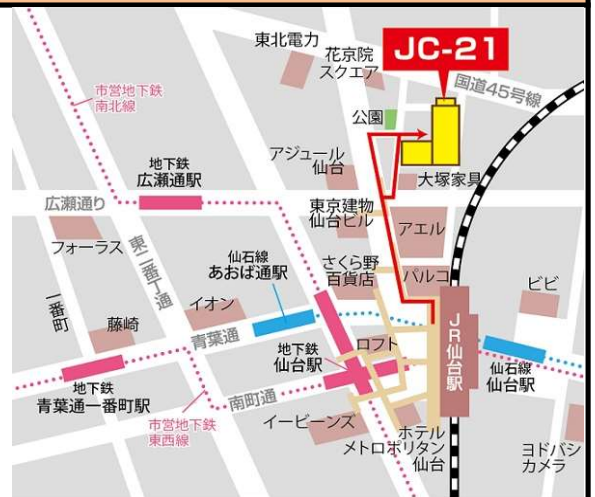 東北電力
花京院
スクエア
JC-21
国道45号線
市営地下鉄
南北線
公園
アジュール
仙台
地下鉄
広瀬通駅
大塚家具
広瀬通り
東京建物
仙台ビル
アエル
フォーラス
東二番丁通
仙石線
あおば通駅
さくら野
百貨店
パルコ
ビビ
一番町
藤崎
イオン
青葉通
地下鉄
仙台駅
ロフト
JR仙台駅
仙石線
仙台駅
地下鉄
青葉通一番町駅
南町通
市営地下鉄
東西線
イービーンズ
ホテル
メトロポリタン
仙台
ヨドバシ
カメラ